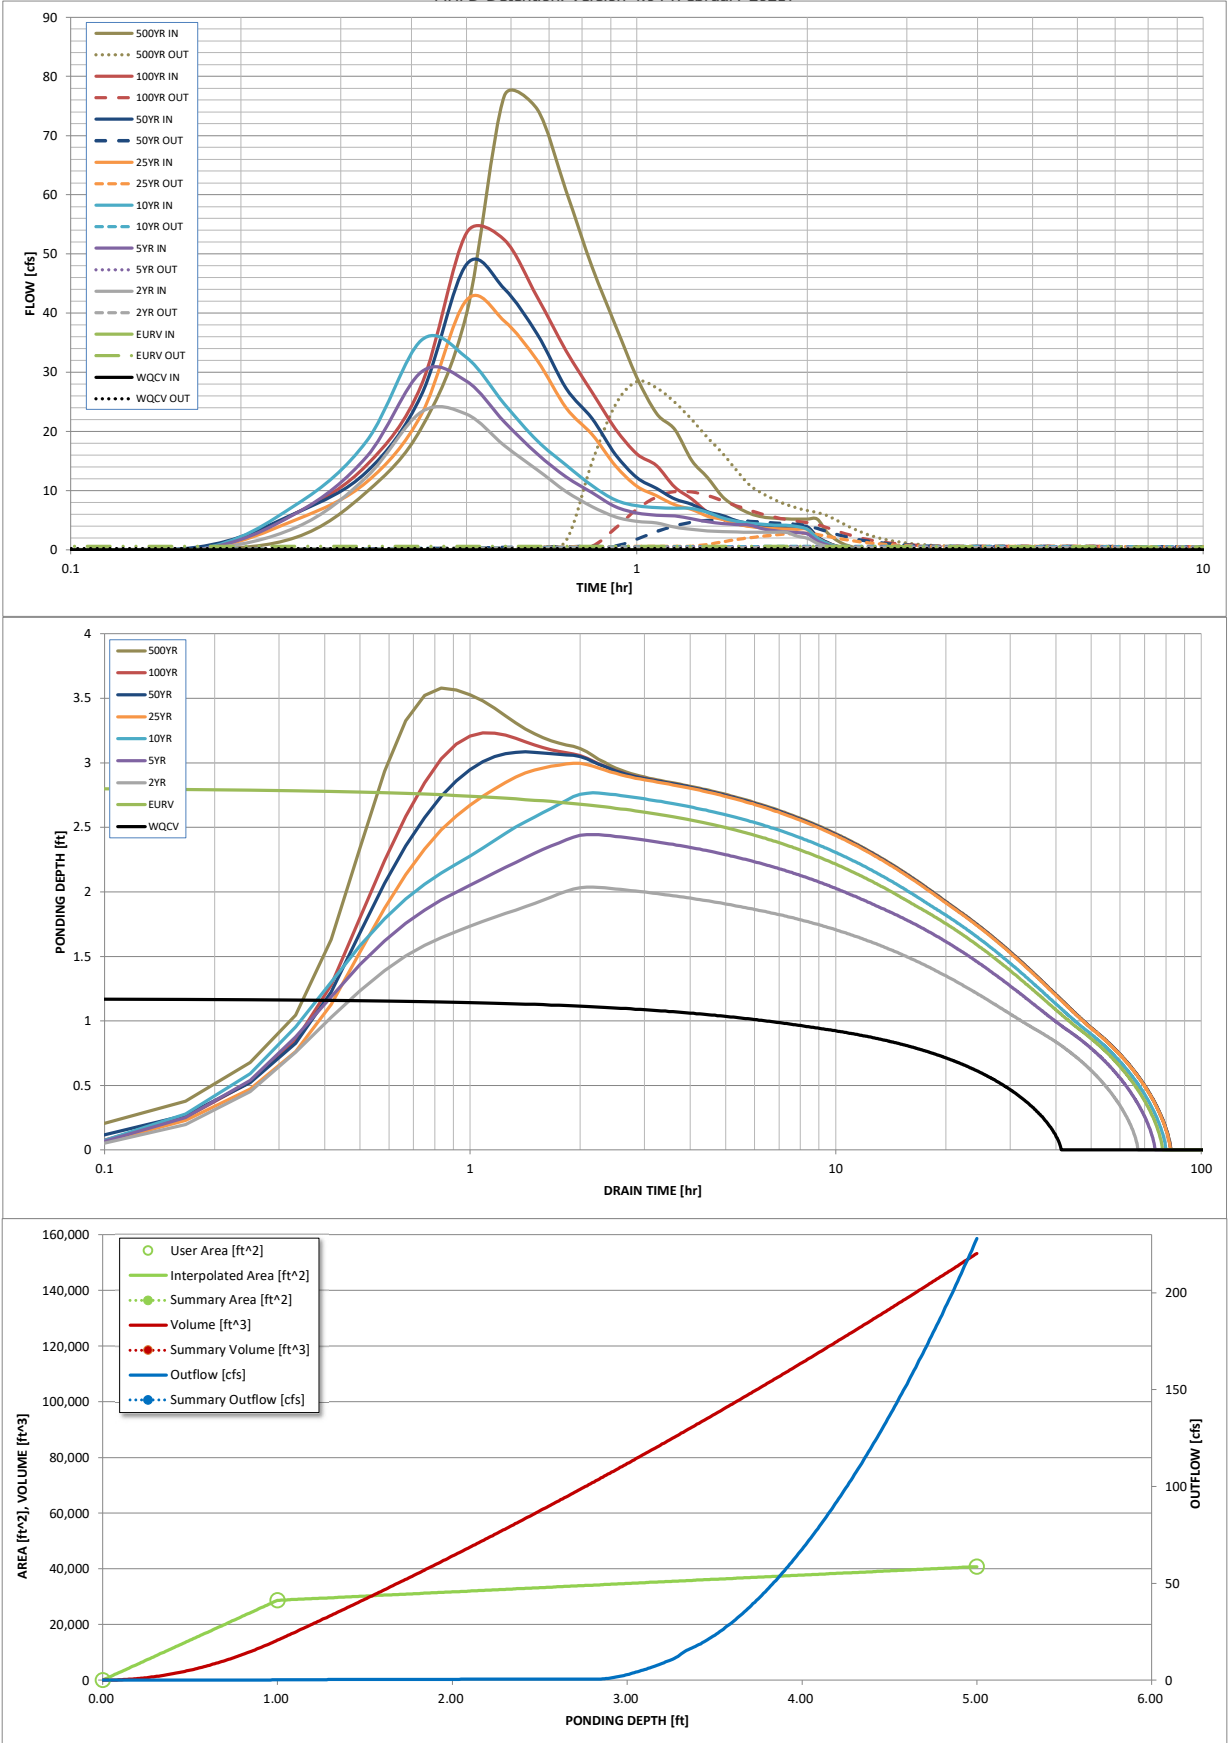 90
80
70
60
50
40
30
20
10
0
FLOW [cfs]
500YR IN
500YR OUT
100YR IN
100YR OUT
50YR IN
50YR OUT
25YR IN
25YR OUT
10YR IN
10YR OUT
5YR IN
5YR OUT
2YR IN
2YR OUT
EURV IN
EURV OUT
WQCV IN
WQCV OUT
0.1 1 10
TIME [hr]
4
3.5
3
2.5
2
1.5
1
0.5
0
PONDING DEPTH [ft]
500YR
100YR
50YR
25YR
10YR
5YR
2YR
EURV
WQCV
0.1 1 10 100
DRAIN TIME [hr]
160,000
140,000
120,000
100,000
80,000
60,000
40,000
20,000
0
AREA [ft^2], VOLUME [ft^3]
User Area [ft^2]
Interpolated Area [ft^2]
Summary Area [ft^2]
Volume [ft^3]
Summary Volume [ft^3]
Outflow [cfs]
Summary Outflow [cfs]
200
150
100
50
0
OUTFLOW [cfs]
0.00 1.00 2.00 3.00 4.00 5.00 6.00
PONDING DEPTH [ft]